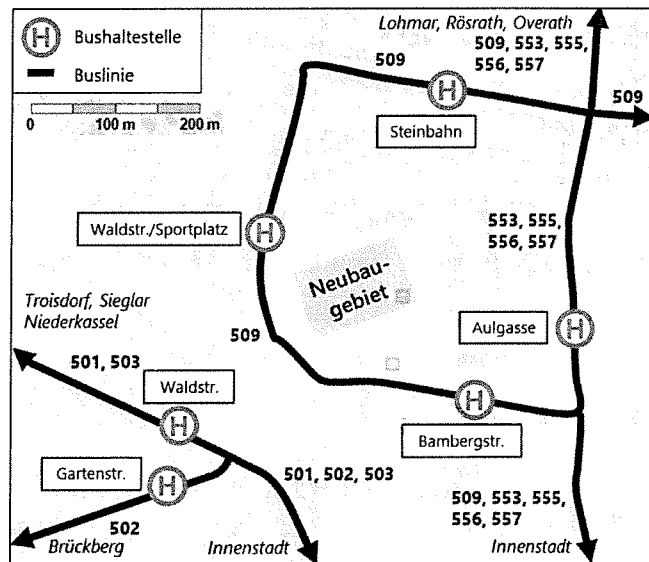 H Bushaltestelle
Buslinie
0 100 m 200 m
Lohmar, Rösrath, Overath
509, 553, 555,
556, 557
509
509
H
Steinbahn
Waldstr./Sportplatz
H
553, 555,
556, 557
Neubau-
gebiet
Troisdorf, Sieglar
Niederkassel
509
Aulgasse
H
501, 503
Waldstr.
H
H
Bambergstr.
Gartenstr.
H
501, 502, 503
509, 553, 555,
556, 557
502
Brückberg
Innenstadt
Innenstadt